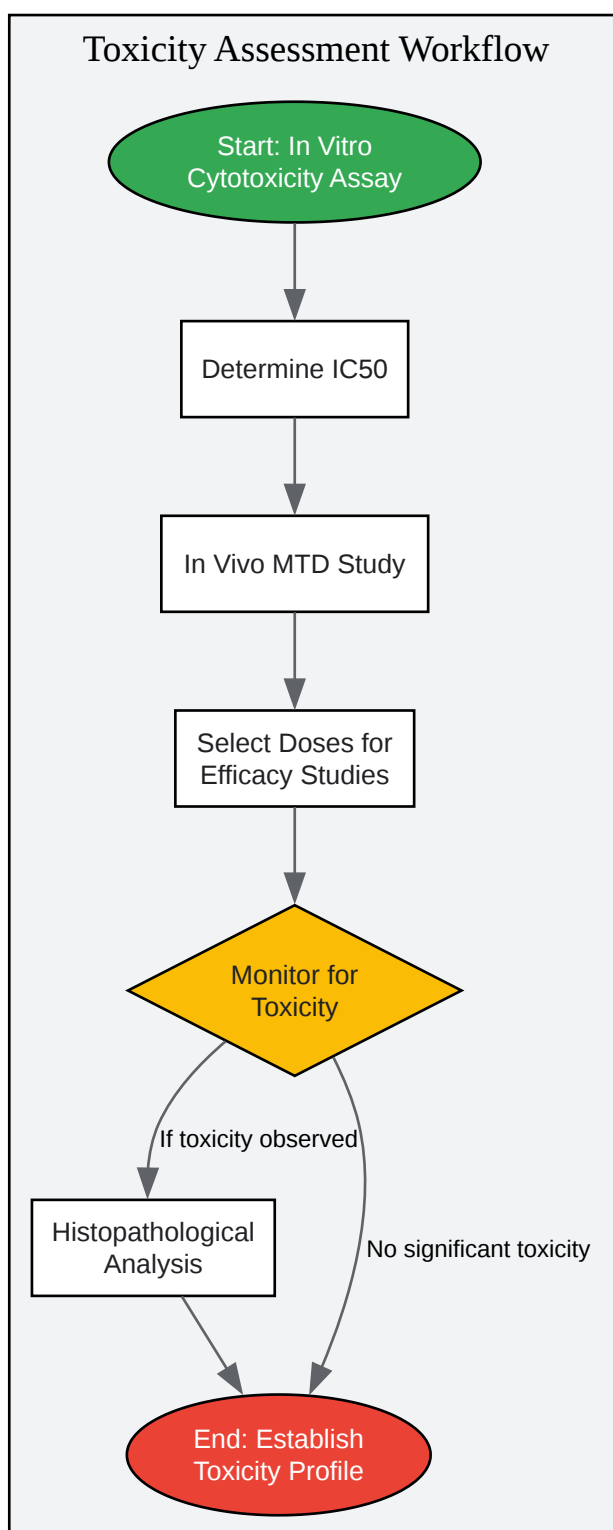 Toxicity Assessment Workflow
Start: In Vitro
Cytotoxicity Assay
Determine IC50
In Vivo MTD Study
Select Doses for
Efficacy Studies
Monitor for
Toxicity
If toxicity observed
Histopathological
Analysis
No significant toxicity
End: Establish
Toxicity Profile